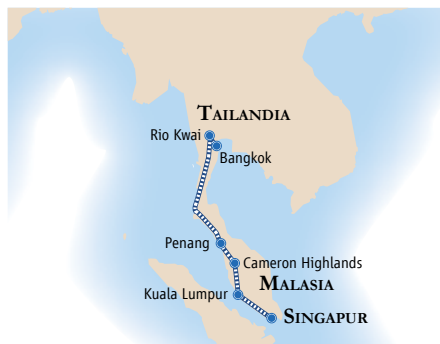 TAILANDIA
Rio Kwai
Bangkok
Penang
Cameron Highlands
MALASIA
Kuala Lumpur
SINGAPUR